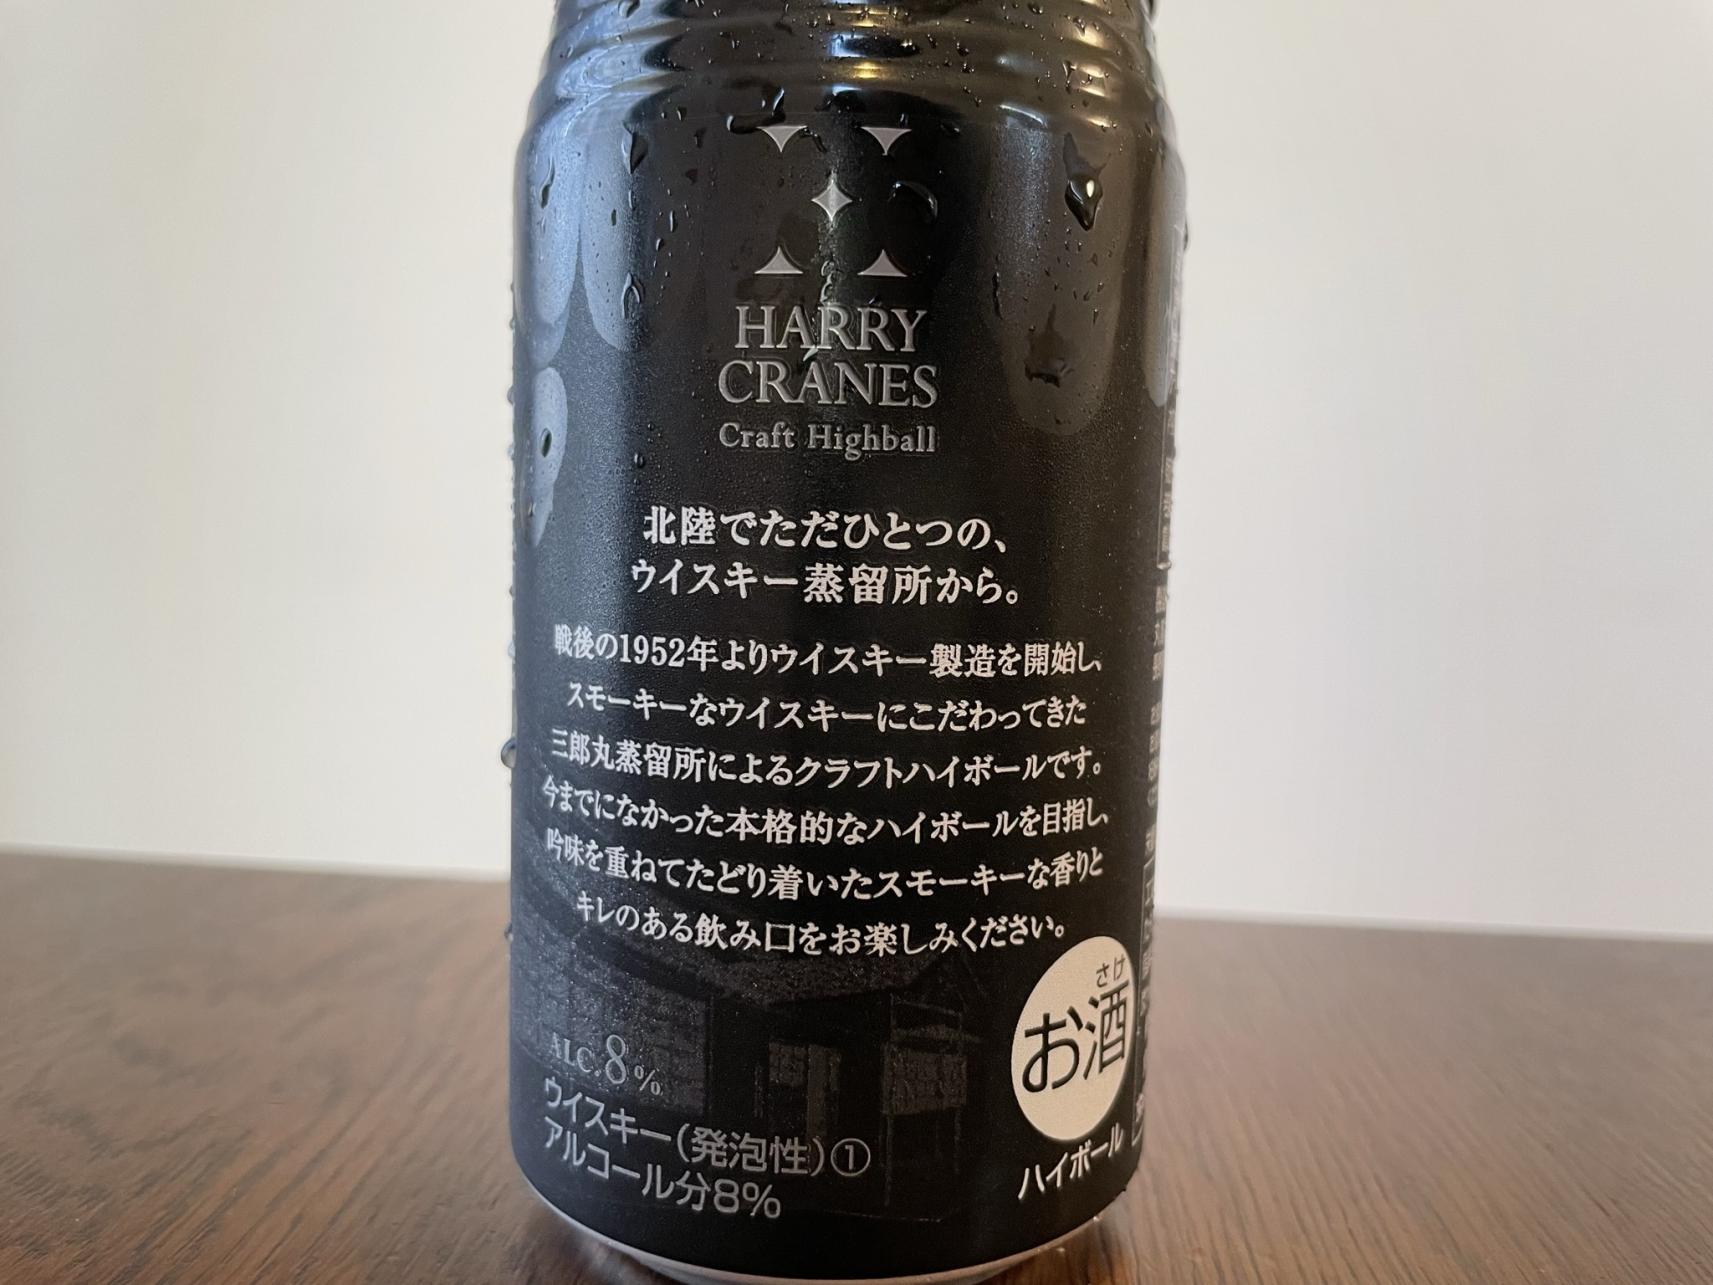 HARRY
CRANES
Craft Highball
北陸でただひとつの、
ウイスキー蒸留所から。
戦後の1952年よりウイスキー製造を開始し、
スモーキーなウイスキーにこだわってきた
三郎丸蒸留所によるクラフトハイボールです。
今までになかった本格的なハイボールを目指し、
吟味を重ねてたどり着いたスモーキーな香りと
キレのある飲み口をお楽しみください。
さけ
お酒
ハイボール
ALC.8%
ウイスキー(発泡性)①
アルコール分8%